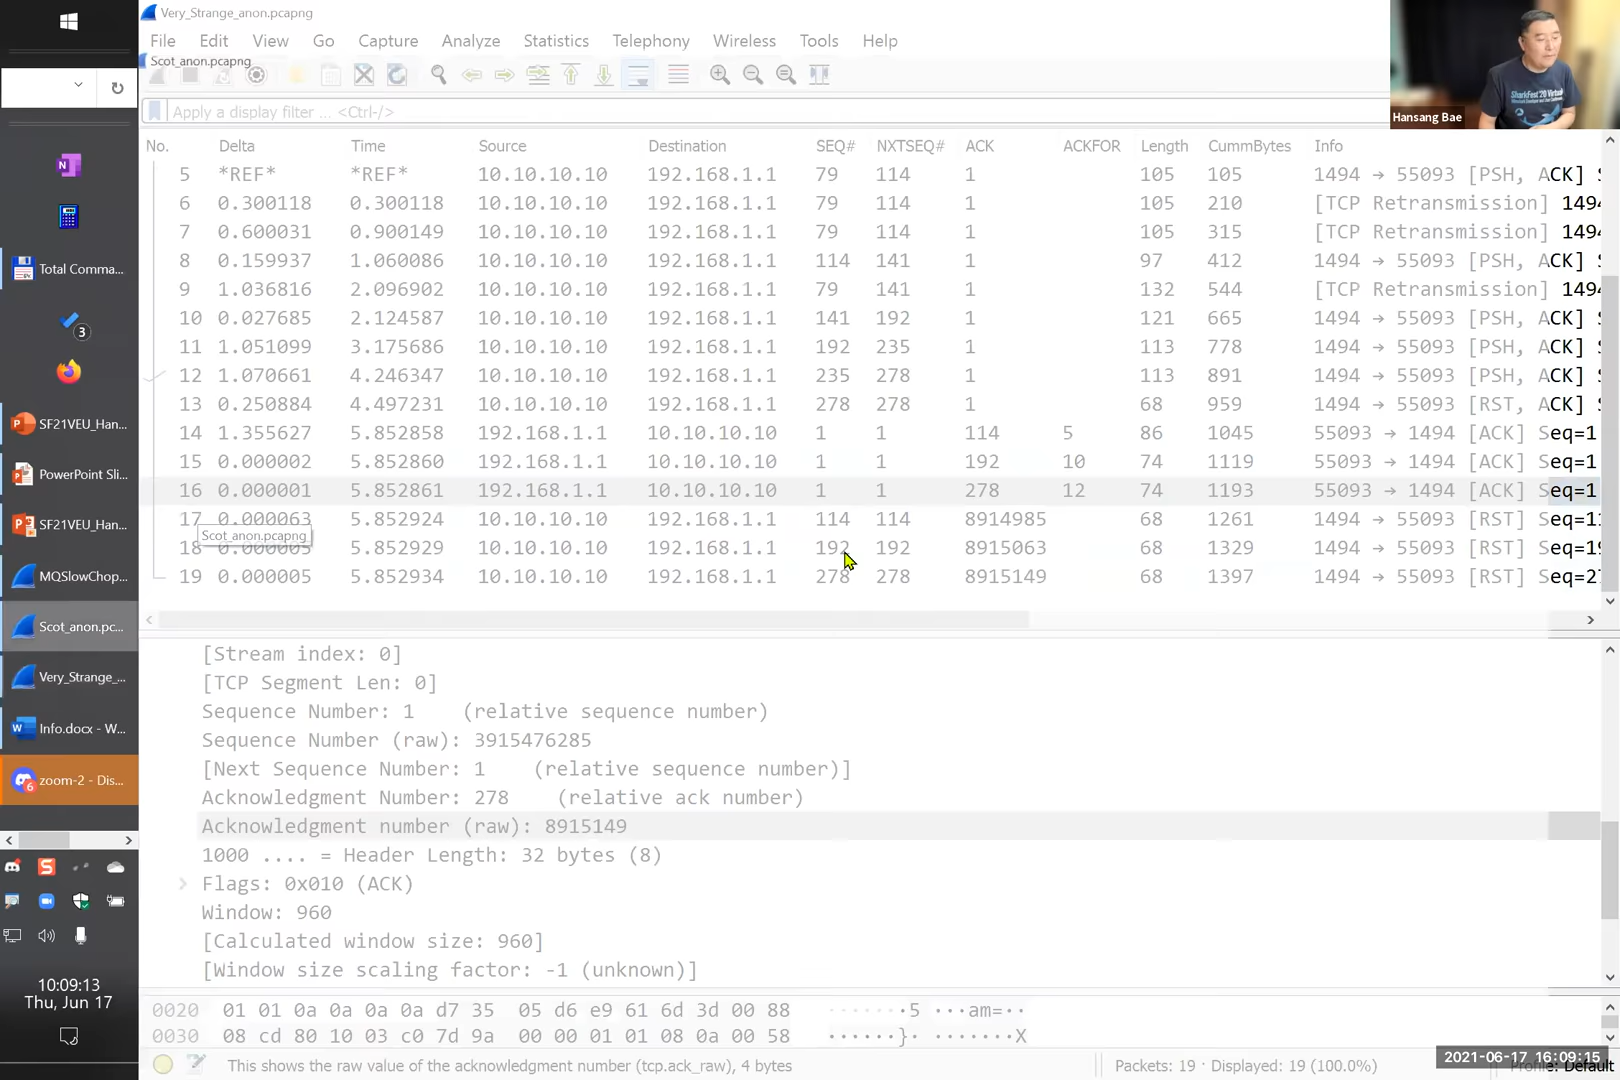 Very_Strange_anon.pcapng
File Edit View Go Capture Analyze Statistics Telephony Wireless Tools Help
Scot_anon.pcapng
Apply a display filter ... <Ctrl-/>
Hansang Bae
No. Delta Time Source Destination SEQ# NXTSEQ# ACK ACKFOR Length CummBytes Info
5 *REF* *REF* 10.10.10.10 192.168.1.1 79 114 1 105 105 1494 → 55093 [PSH, ACK] S
6 0.300118 0.300118 10.10.10.10 192.168.1.1 79 114 1 105 210 [TCP Retransmission] 149
7 0.600031 0.900149 10.10.10.10 192.168.1.1 79 114 1 105 315 [TCP Retransmission] 149
8 0.159937 1.060086 10.10.10.10 192.168.1.1 114 141 1 97 412 1494 → 55093 [PSH, ACK] S
9 1.036816 2.096902 10.10.10.10 192.168.1.1 79 141 1 132 544 [TCP Retransmission] 149
10 0.027685 2.124587 10.10.10.10 192.168.1.1 141 192 1 121 665 1494 → 55093 [PSH, ACK] S
11 1.051099 3.175686 10.10.10.10 192.168.1.1 192 235 1 113 778 1494 → 55093 [PSH, ACK] S
12 1.070661 4.246347 10.10.10.10 192.168.1.1 235 278 1 113 891 1494 → 55093 [PSH, ACK] S
13 0.250884 4.497231 10.10.10.10 192.168.1.1 278 278 1 68 959 1494 → 55093 [RST, ACK] S
14 1.355627 5.852858 192.168.1.1 10.10.10.10 1 1 114 5 86 1045 55093 → 1494 [ACK] Seq=1
15 0.000002 5.852860 192.168.1.1 10.10.10.10 1 1 192 10 74 1119 55093 → 1494 [ACK] Seq=1
16 0.000001 5.852861 192.168.1.1 10.10.10.10 1 1 278 12 74 1193 55093 → 1494 [ACK] Seq=1
17 0.000063 5.852924 10.10.10.10 192.168.1.1 114 114 8914985 68 1261 1494 → 55093 [RST] Seq=11
Scot_anon.pcapng
18 0.000005 5.852929 10.10.10.10 192.168.1.1 192 192 8915063 68 1329 1494 → 55093 [RST] Seq=19
19 0.000005 5.852934 10.10.10.10 192.168.1.1 278 278 8915149 68 1397 1494 → 55093 [RST] Seq=27
[Stream index: 0]
[TCP Segment Len: 0]
Sequence Number: 1 (relative sequence number)
Sequence Number (raw): 3915476285
[Next Sequence Number: 1 (relative sequence number)]
Acknowledgment Number: 278 (relative ack number)
Acknowledgment number (raw): 8915149
1000 .... = Header Length: 32 bytes (8)
Flags: 0x010 (ACK)
Window: 960
[Calculated window size: 960]
[Window size scaling factor: -1 (unknown)]
0020 01 01 0a 0a 0a 0a d7 35 05 d6 e9 61 6d 3d 00 88 ·······5 ···am=··
0030 08 cd 80 10 03 c0 7d 9a 00 00 01 01 08 0a 00 58 ······}· ·······X
This shows the raw value of the acknowledgment number (tcp.ack_raw), 4 bytes
Packets: 19 · Displayed: 19 (100.0%)
Profile: Default
2021-06-17 16:09:15
Total Comma...
3
SF21VEU_Han...
PowerPoint Sli...
SF21VEU_Han...
MQSlowChop...
Scot_anon.pc...
Very_Strange_...
Info.docx - W...
zoom-2 - Dis...
6
10:09:13
Thu, Jun 17